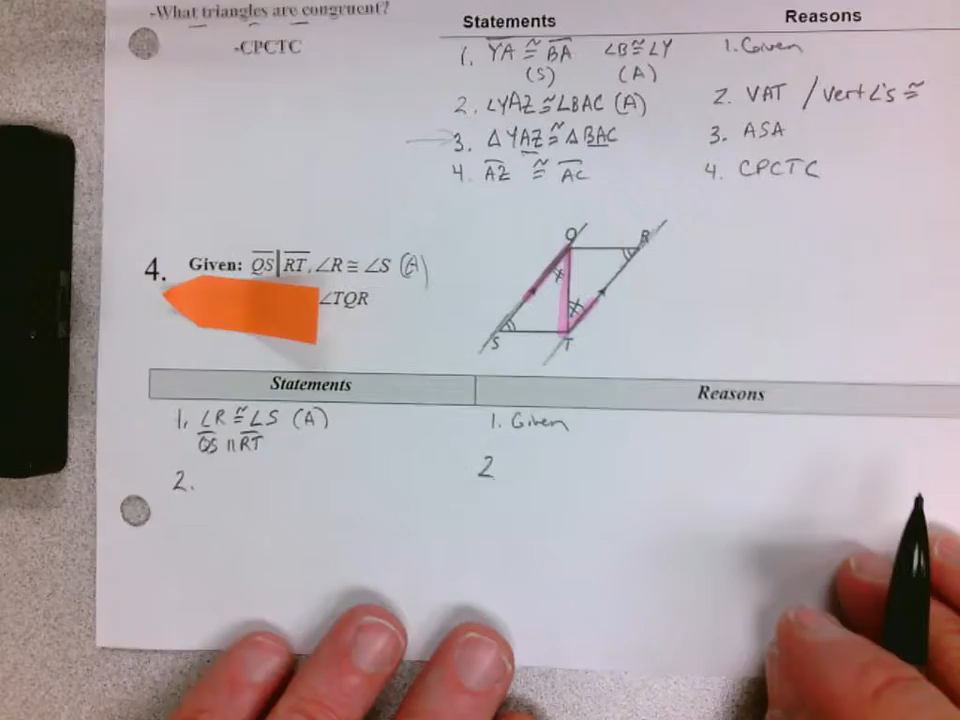 -What triangles are congruent?
-CPCTC
Statements Reasons
1. YA ≅ BA ∠B≅∠Y 1. Given
(S) (A)
2. ∠YAZ ≅ ∠BAC (A) 2. VAT / vert ∠'s ≅
3. △YAZ ≅ △BAC 3. ASA
4. AZ ≅ AC 4. CPCTC
4. Given: QS||RT, ∠R ≅ ∠S (A)
∠TQR
Q R
S T
Statements Reasons
1. ∠R ≅ ∠S (A) 1. Given
QS || RT
2. 2